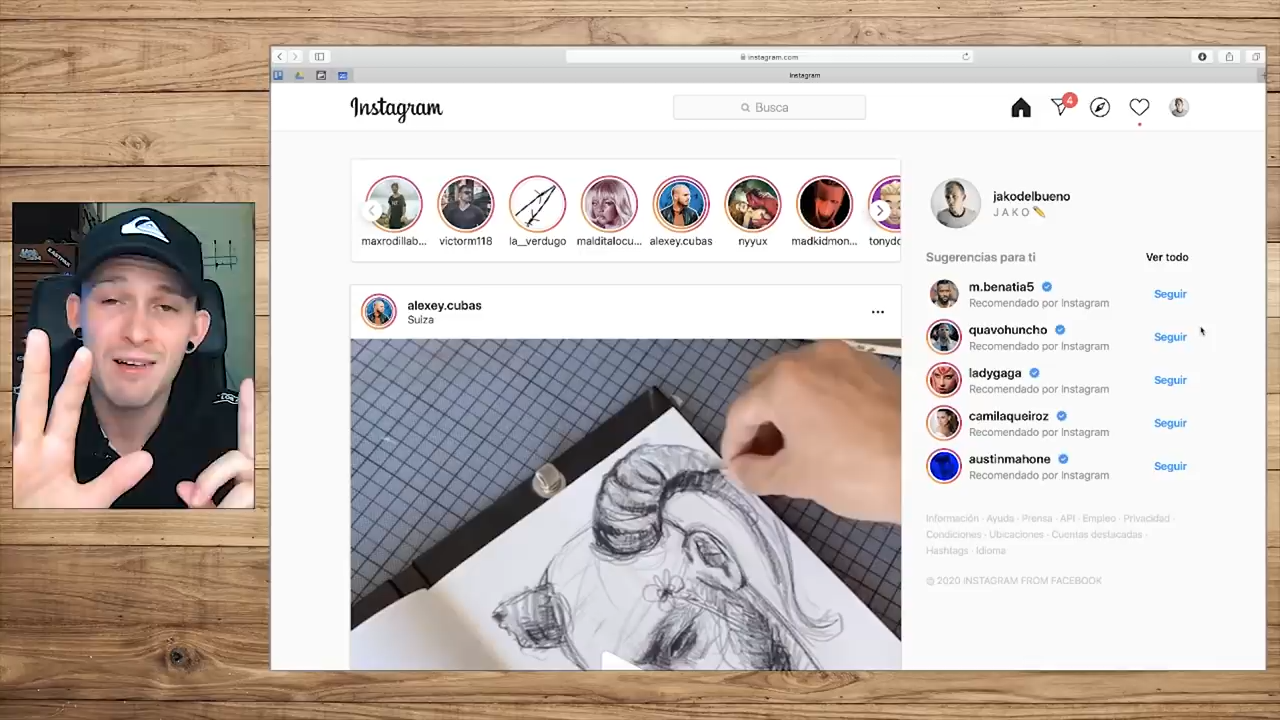 instagram.com
Instagram
Instagram
Busca
4
maxrodillab...
victorm118
la__verdugo
malditalocu...
alexey.cubas
nyyux
madkidmon...
tonydc
alexey.cubas
Suiza
jakodelbueno
J A K O
Sugerencias para ti
Ver todo
m.benatia5
Recomendado por Instagram
Seguir
quavohuncho
Recomendado por Instagram
Seguir
ladygaga
Recomendado por Instagram
Seguir
camilaqueiroz
Recomendado por Instagram
Seguir
austinmahone
Recomendado por Instagram
Seguir
Información · Ayuda · Prensa · API · Empleo · Privacidad ·
Condiciones · Ubicaciones · Cuentas destacadas ·
Hashtags · Idioma
© 2020 INSTAGRAM FROM FACEBOOK
EASTPAK